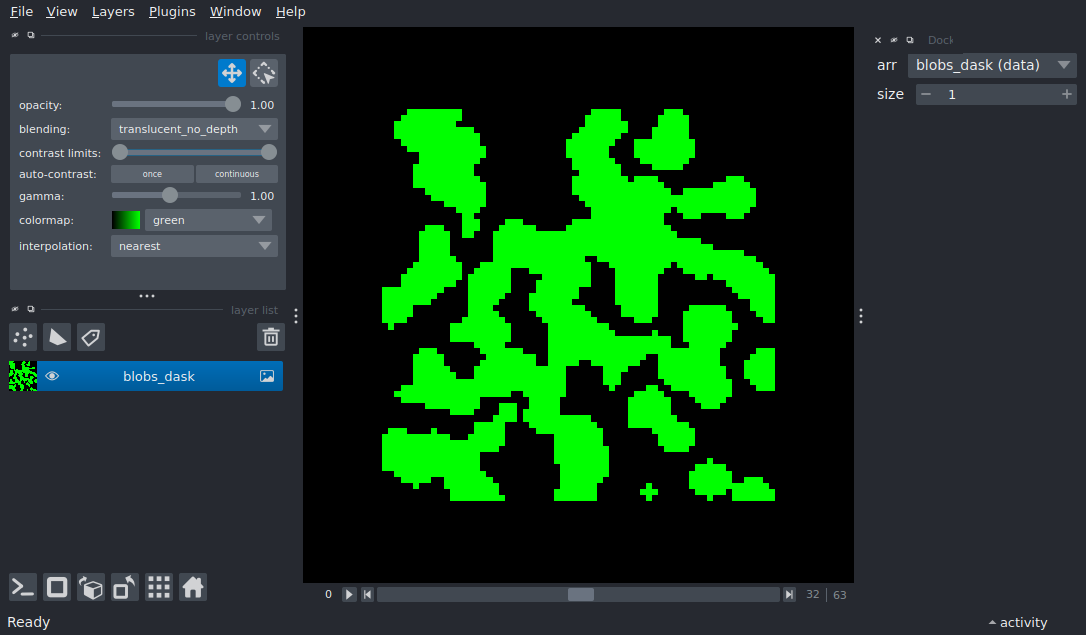 File View Layers Plugins Window Help
layer controls
opacity: 1.00
blending: translucent_no_depth
contrast limits:
auto-contrast: once continuous
gamma: 1.00
colormap: green
interpolation: nearest
layer list
blobs_dask
0 32 63
Ready
Dock
arr blobs_dask (data)
size 1
activity